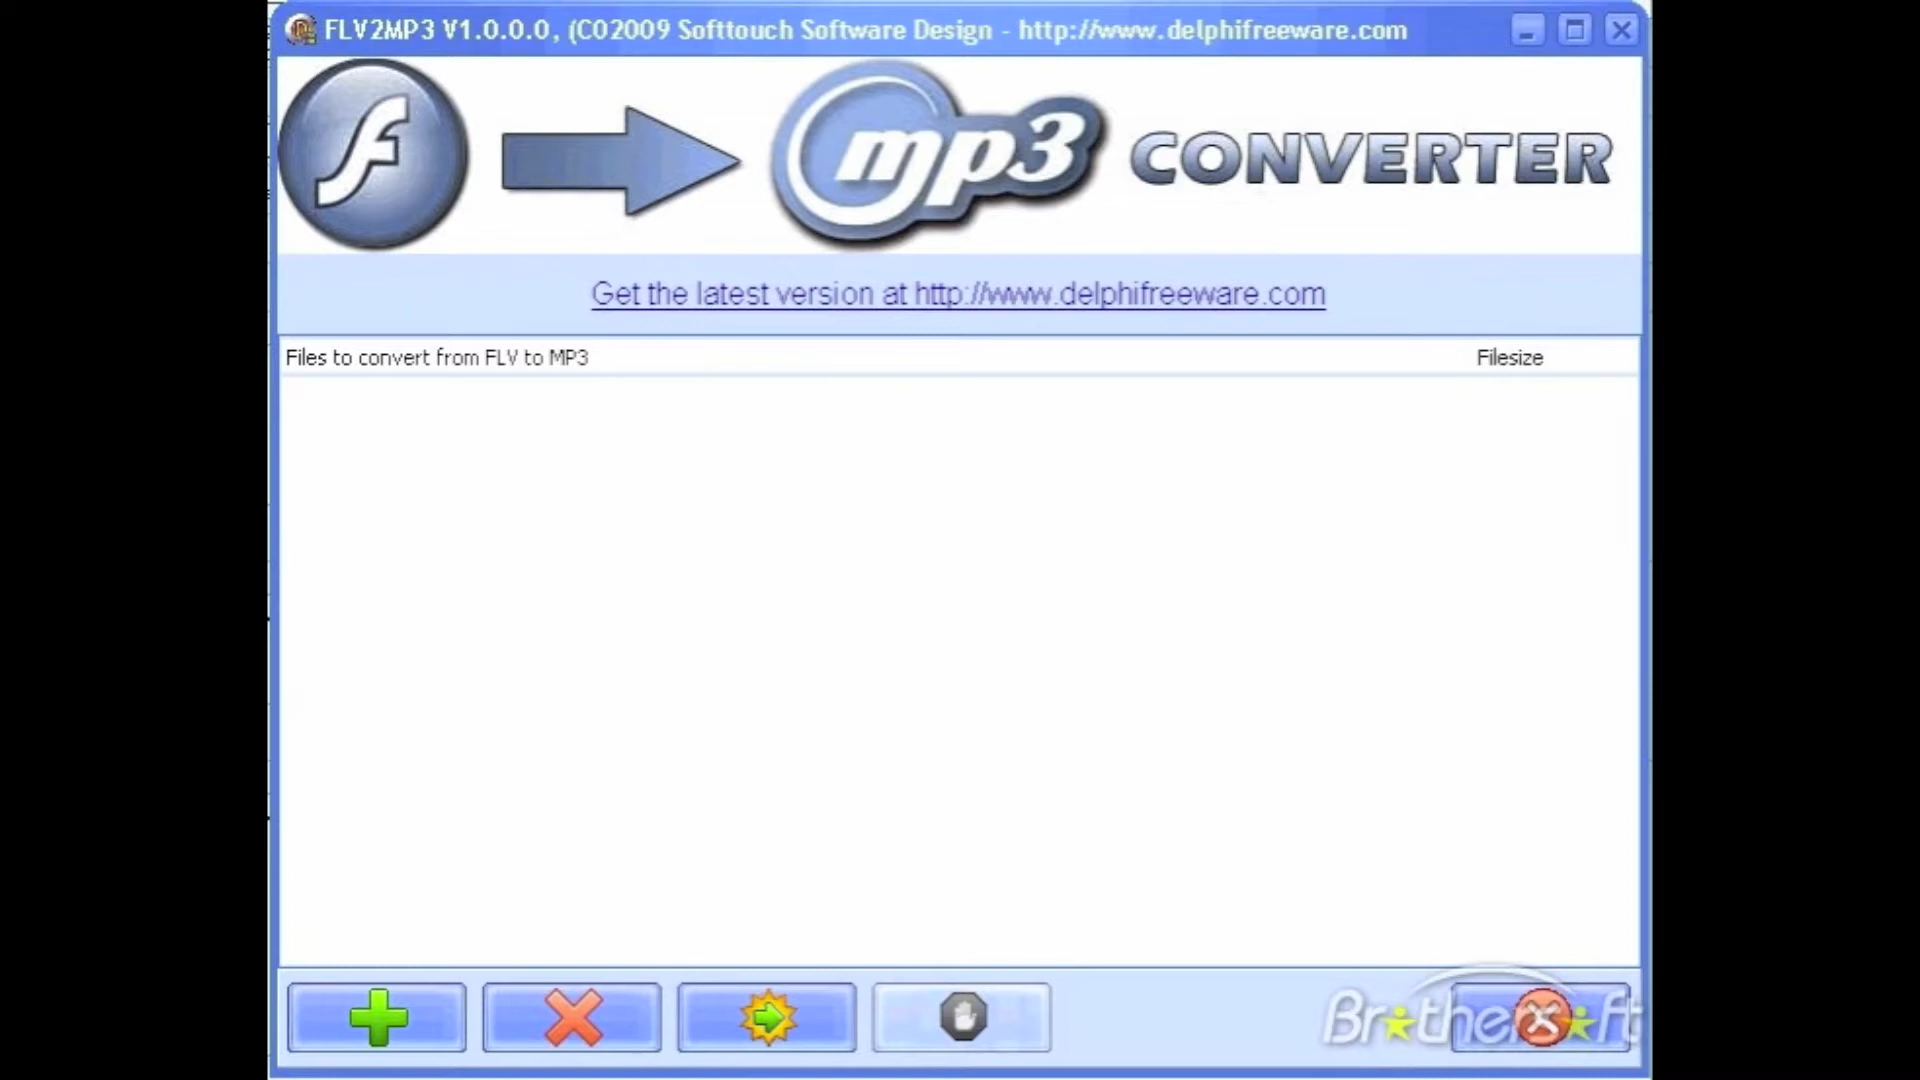 FLV2MP3 V1.0.0.0, (C02009 Softtouch Software Design - http://www.delphifreeware.com
f
mp3 CONVERTER
Get the latest version at http://www.delphifreeware.com
Files to convert from FLV to MP3 Filesize
Brothersoft